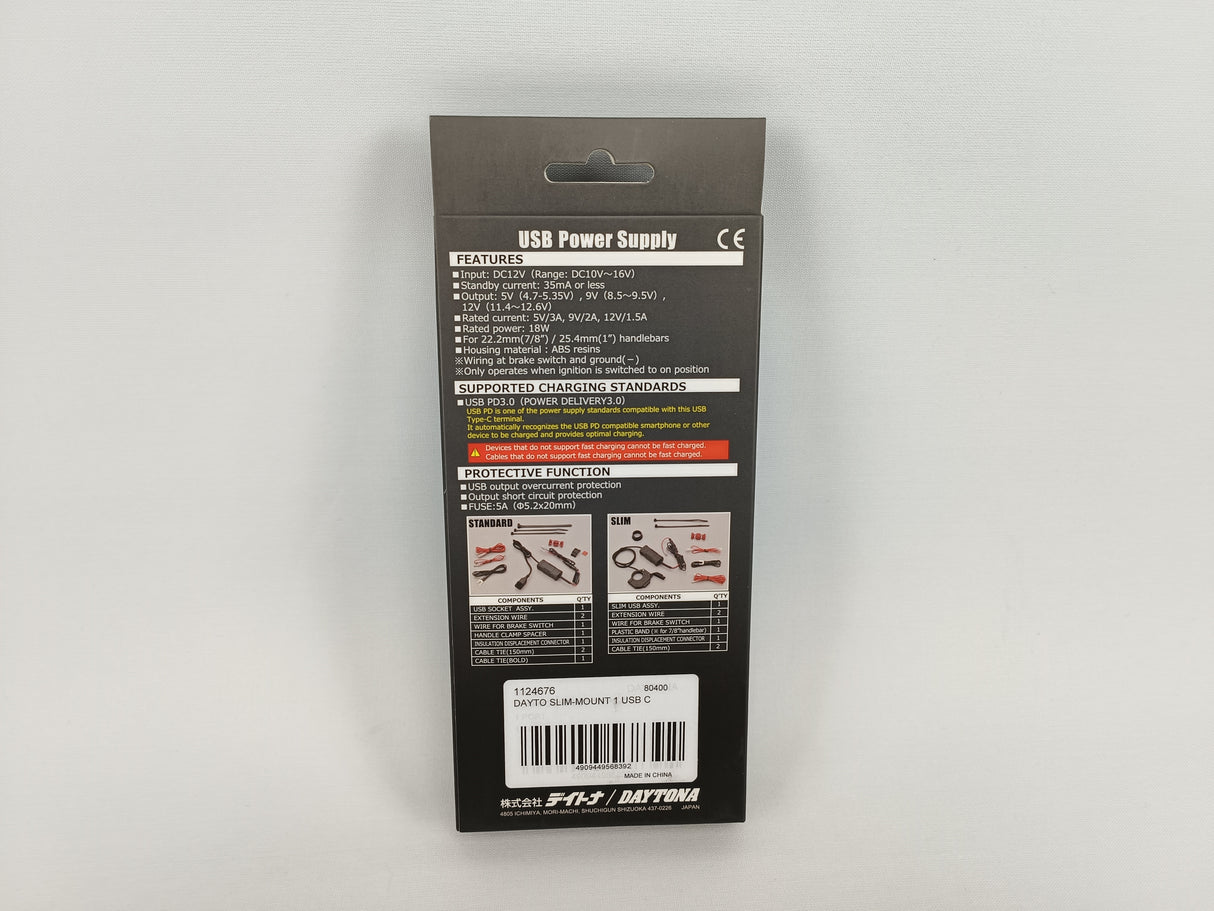 USB Power Supply CE
FEATURES
■Input: DC12V (Range: DC10V～16V)
■Standby current: 35mA or less
■Output: 5V (4.7-5.35V) , 9V (8.5～9.5V) ,
12V (11.4～12.6V)
■Rated current: 5V/3A, 9V/2A, 12V/1.5A
■Rated power: 18W
■For 22.2mm(7/8") / 25.4mm(1") handlebars
■Housing material : ABS resins
※Wiring at brake switch and ground(－)
※Only operates when ignition is switched to on position
SUPPORTED CHARGING STANDARDS
■USB PD3.0 (POWER DELIVERY3.0)
USB PD is one of the power supply standards compatible with this USB
Type-C terminal.
It automatically recognizes the USB PD compatible smartphone or other
device to be charged and provides optimal charging.
Devices that do not support fast charging cannot be fast charged.
Cables that do not support fast charging cannot be fast charged.
PROTECTIVE FUNCTION
■USB output overcurrent protection
■Output short circuit protection
■FUSE:5A (Φ5.2x20mm)
STANDARD
COMPONENTS Q'TY
USB SOCKET ASSY. 1
EXTENSION WIRE 2
WIRE FOR BRAKE SWITCH 1
HANDLE CLAMP SPACER 1
INSULATION DISPLACEMENT CONNECTOR 1
CABLE TIE(150mm) 2
CABLE TIE(BOLD) 1
SLIM
COMPONENTS Q'TY
SLIM USB ASSY. 1
EXTENSION WIRE 2
WIRE FOR BRAKE SWITCH 1
PLASTIC BAND (※ for 7/8"handlebar) 1
INSULATION DISPLACEMENT CONNECTOR 1
CABLE TIE(150mm) 2
1124676 80400
DAYTO SLIM-MOUNT 1 USB C
4909449568392
MADE IN CHINA
株式会社 デイトナ / DAYTONA
4805 ICHIMIYA, MORI-MACHI, SHUCHIGUN SHIZUOKA 437-0226 JAPAN